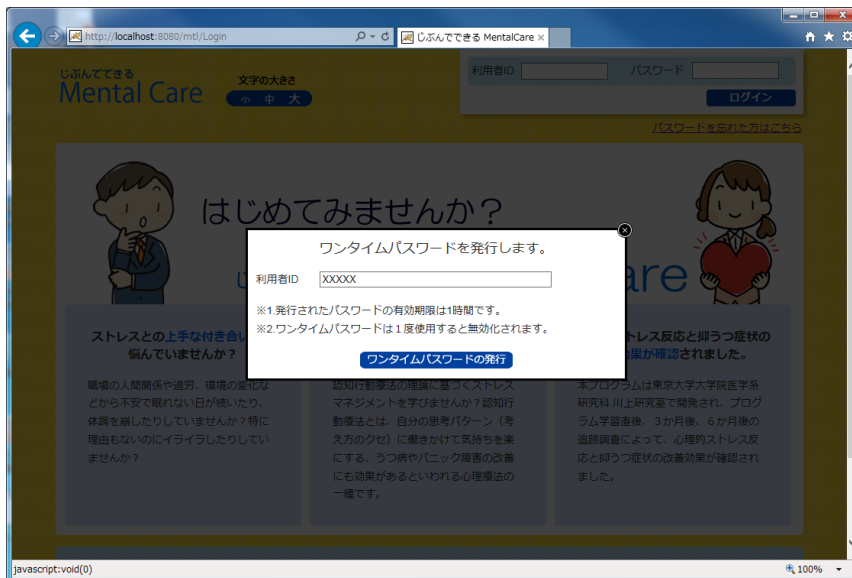 http://localhost:8080/mtl/Login
じぶんでできる MentalCare ×
じぶんでできる
Mental Care
文字の大きさ
小 中 大
利用者ID
パスワード
ログイン
パスワードを忘れた方はこちら
はじめてみませんか？
じ
are
ワンタイムパスワードを発行します。
利用者ID XXXXX
※1.発行されたパスワードの有効期限は1時間です。
※2.ワンタイムパスワードは１度使用すると無効化されます。
ワンタイムパスワードの発行
ストレスとの上手な付き合い
悩んでいませんか？
職場の人間関係や過労、環境の変化な
どから不安で眠れない日が続いたり、
体調を崩したりしていませんか？特に
理由もないのにイライラしたりしてい
ませんか？
認知行動療法の理論に基づくストレス
マネジメントを学びませんか？認知行
動療法とは、自分の思考パターン（考
え方のクセ）に働きかけて気持ちを楽
にする、うつ病やパニック障害の改善
にも効果があるといわれる心理療法の
一種です。
トレス反応と抑うつ症状の
効果が確認されました。
本プログラムは東京大学大学院医学系
研究科 川上研究室で開発され、プログ
ラム学習直後、３か月後、６か月後の
追跡調査によって、心理的ストレス反
応と抑うつ症状の改善効果が確認され
ました。
javascript:void(0)
100%